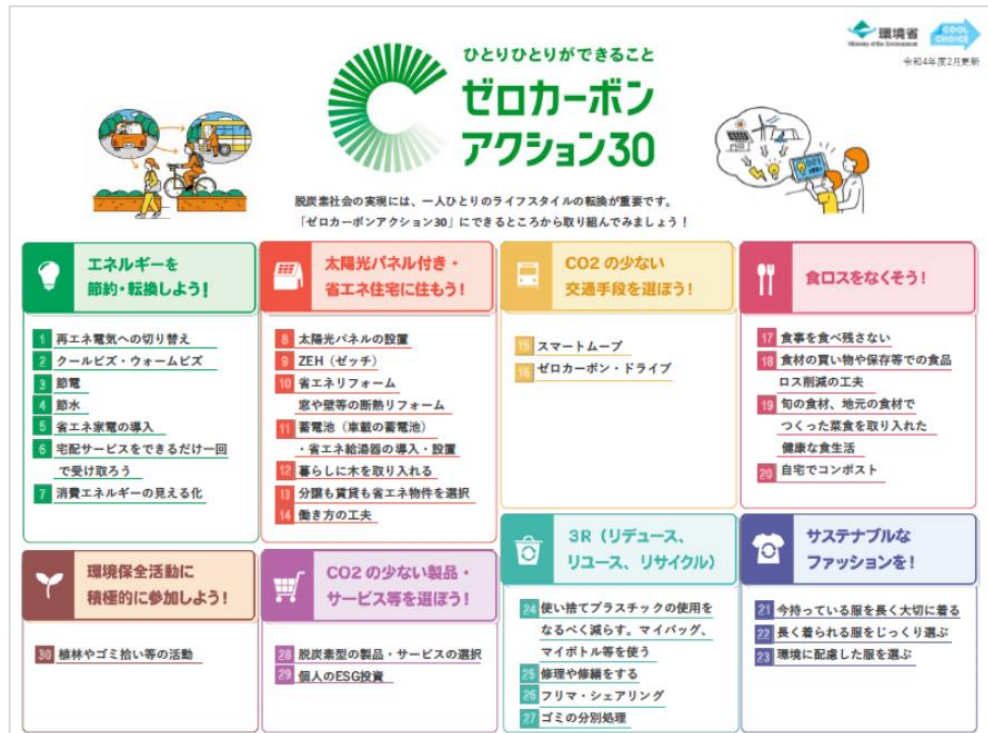 環境省
Ministry of the Environment
COOL
CHOICE
令和4年度2月更新
ひとりひとりができること
ゼロカーボン
アクション30
脱炭素社会の実現には、一人ひとりのライフスタイルの転換が重要です。
「ゼロカーボンアクション30」にできるところから取り組んでみましょう！
エネルギーを
節約・転換しよう！
1 再エネ電気への切り替え
2 クールビズ・ウォームビズ
3 節電
4 節水
5 省エネ家電の導入
6 宅配サービスをできるだけ一回
で受け取ろう
7 消費エネルギーの見える化
太陽光パネル付き・
省エネ住宅に住もう！
8 太陽光パネルの設置
9 ZEH（ゼッチ）
10 省エネリフォーム
窓や壁等の断熱リフォーム
11 蓄電池（車載の蓄電池）
・省エネ給湯器の導入・設置
12 暮らしに木を取り入れる
13 分譲も賃貸も省エネ物件を選択
14 働き方の工夫
CO2の少ない
交通手段を選ぼう！
15 スマートムーブ
16 ゼロカーボン・ドライブ
食ロスをなくそう！
17 食事を食べ残さない
18 食材の買い物や保存等での食品
ロス削減の工夫
19 旬の食材、地元の食材で
つくった菜食を取り入れた
健康な食生活
20 自宅でコンポスト
環境保全活動に
積極的に参加しよう！
30 植林やゴミ拾い等の活動
CO2の少ない製品・
サービス等を選ぼう！
28 脱炭素型の製品・サービスの選択
29 個人のESG投資
3R（リデュース、
リユース、リサイクル）
24 使い捨てプラスチックの使用を
なるべく減らす。マイバッグ、
マイボトル等を使う
25 修理や修繕をする
26 フリマ・シェアリング
27 ゴミの分別処理
サステナブルな
ファッションを！
21 今持っている服を長く大切に着る
22 長く着られる服をじっくり選ぶ
23 環境に配慮した服を選ぶ